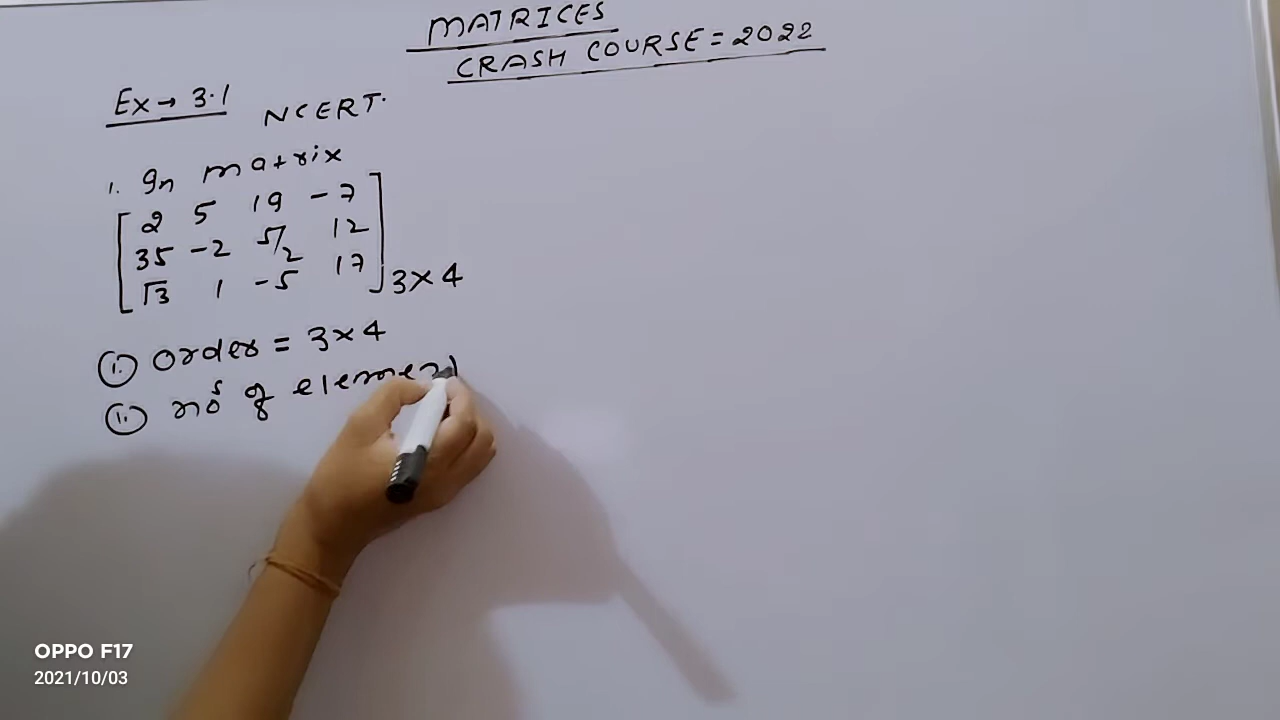 MATRICES
CRASH COURSE = 2022
Ex → 3.1 NCERT.
1. In matrix
2 5 19 -7
35 -2 5/2 12
√3 1 -5 17
3×4
(i) Order = 3×4
(ii) nos of element
OPPO F17
2021/10/03